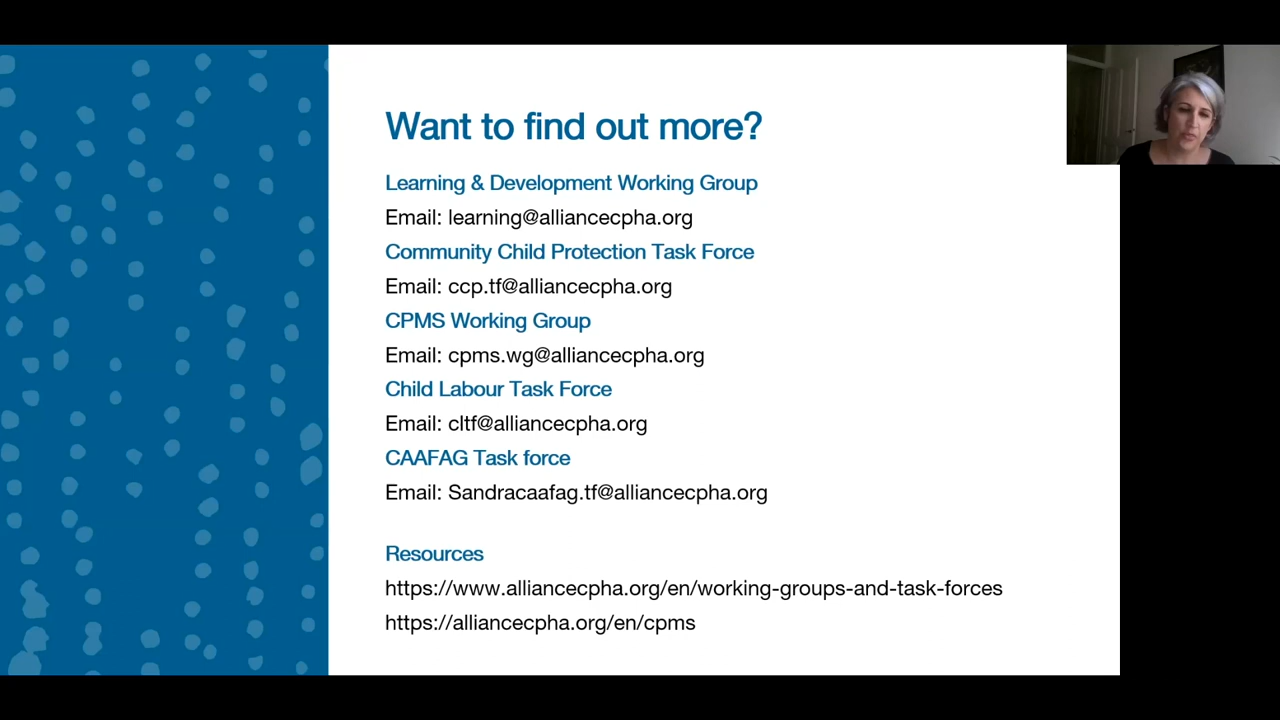 Want to find out more?
Learning & Development Working Group
Email: learning@alliancecpha.org
Community Child Protection Task Force
Email: ccp.tf@alliancecpha.org
CPMS Working Group
Email: cpms.wg@alliancecpha.org
Child Labour Task Force
Email: cltf@alliancecpha.org
CAAFAG Task force
Email: Sandracaafag.tf@alliancecpha.org
Resources
https://www.alliancecpha.org/en/working-groups-and-task-forces
https://alliancecpha.org/en/cpms